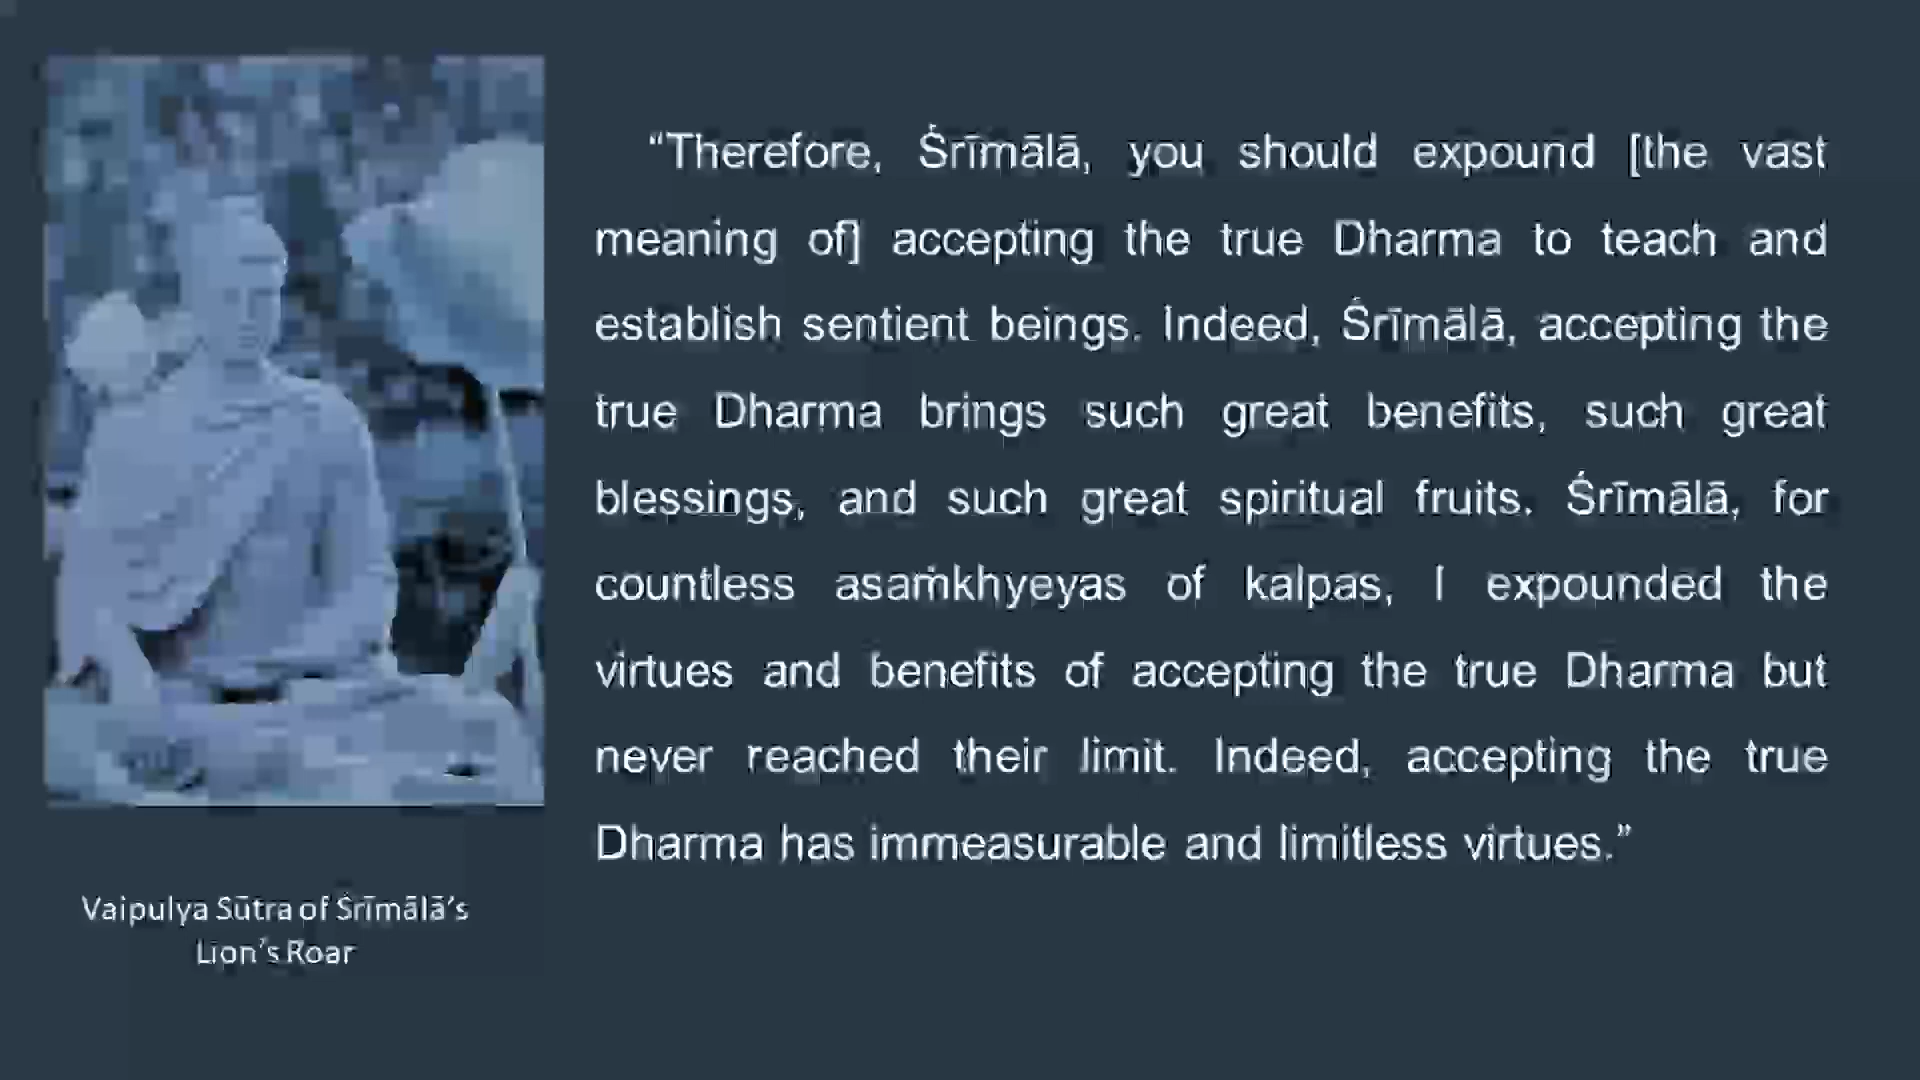 “Therefore, Śrīmālā, you should expound [the vast
meaning of] accepting the true Dharma to teach and
establish sentient beings. Indeed, Śrīmālā, accepting the
true Dharma brings such great benefits, such great
blessings, and such great spiritual fruits. Śrīmālā, for
countless asaṁkhyeyas of kalpas, I expounded the
virtues and benefits of accepting the true Dharma but
never reached their limit. Indeed, accepting the true
Dharma has immeasurable and limitless virtues.”
Vaipulya Sūtra of Śrīmālā’s
Lion’s Roar